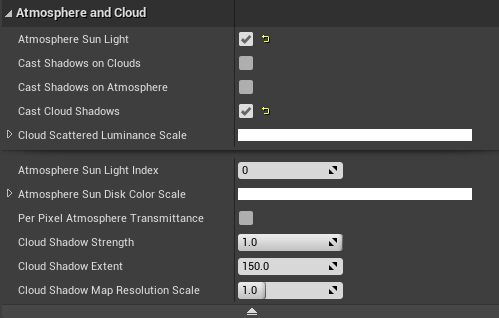 Atmosphere and Cloud
Atmosphere Sun Light
Cast Shadows on Clouds
Cast Shadows on Atmosphere
Cast Cloud Shadows
Cloud Scattered Luminance Scale
Atmosphere Sun Light Index 0
Atmosphere Sun Disk Color Scale
Per Pixel Atmosphere Transmittance
Cloud Shadow Strength 1.0
Cloud Shadow Extent 150.0
Cloud Shadow Map Resolution Scale 1.0